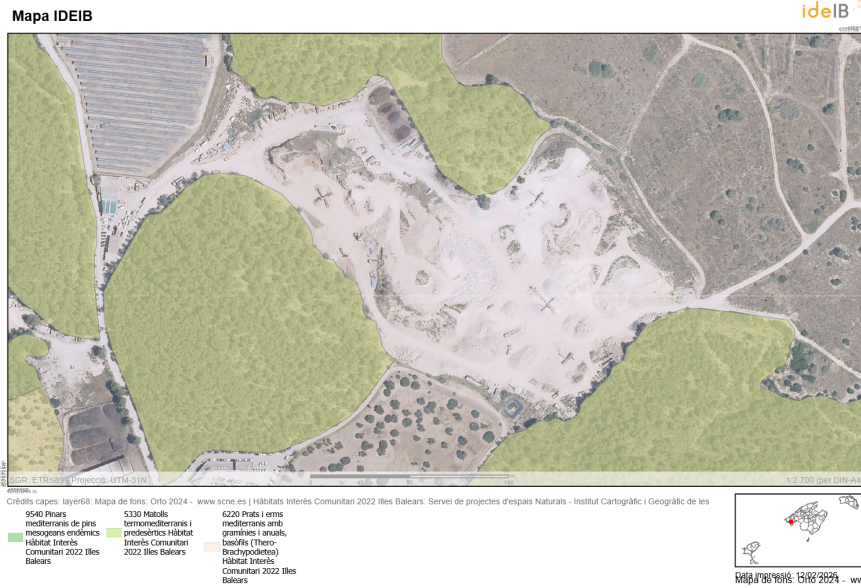 Mapa IDEIB
ideIB
SGR: ETRS89 Projecció: UTM-31N
1:2.700 (per DIN-A4
Crèdits capes: layer68: Mapa de fons: Orto 2024 - www.scne.es | Hàbitats Interès Comunitari 2022 Illes Balears: Servei de projectes d'espais Naturals - Institut Cartogràfic i Geogràfic de les
9540 Pinars
mediterranis de pins
mesogeans endèmics
Hàbitat Interès
Comunitari 2022 Illes
Balears
5330 Matolls
termomediterranis i
predesèrtics Hàbitat
Interès Comunitari
2022 Illes Balears
6220 Prats i erms
mediterranis amb
gramínies i anuals,
basòfils (Thero-
Brachypodietea)
Hàbitat Interès
Comunitari 2022 Illes
Balears
Data impressió: 12/02/2026
Mapa de fons: Orto 2024 - ww